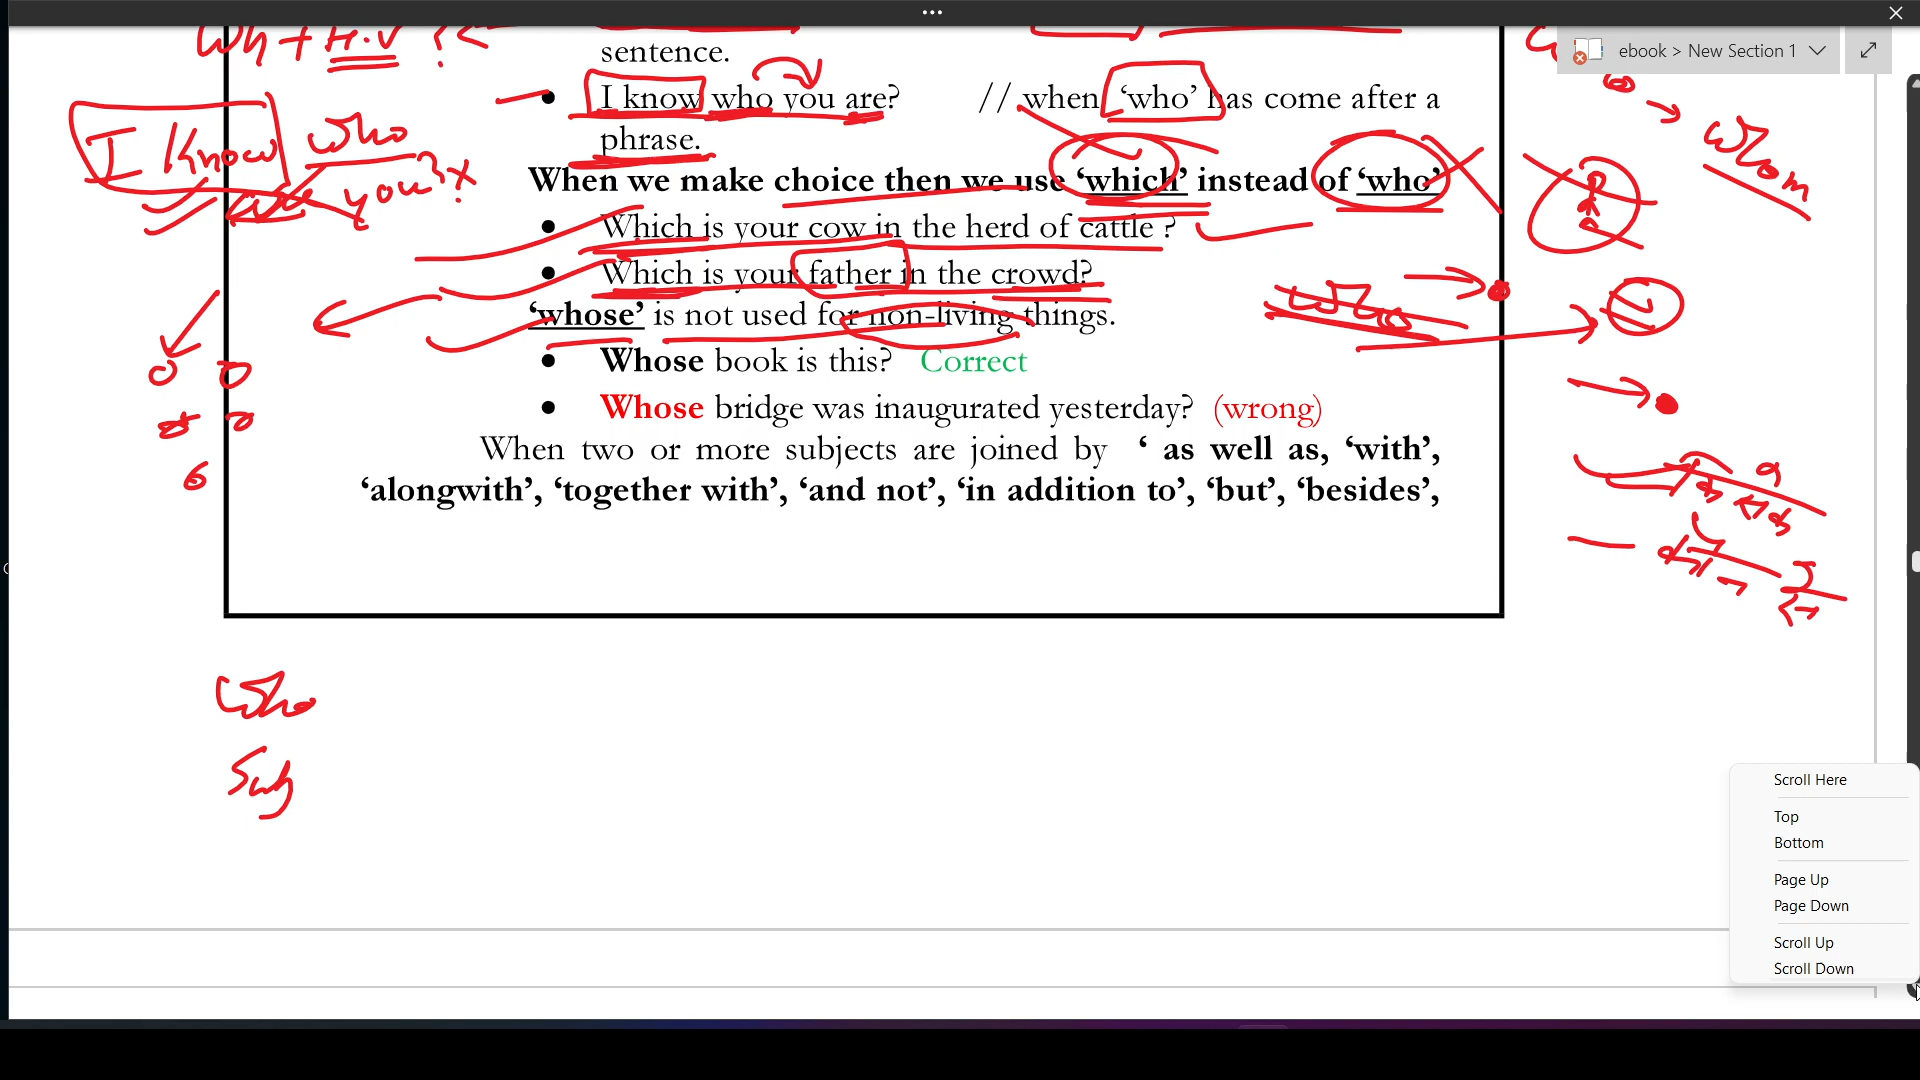 Wh + H.V ?
sentence.
ebook > New Section 1
• I know who you are? // when 'who' has come after a
phrase.
I Know who
you? x
Whom
When we make choice then we use 'which' instead of 'who'
• Which is your cow in the herd of cattle ?
• Which is your father in the crowd?
'whose' is not used for non-living things.
• Whose book is this? Correct
• Whose bridge was inaugurated yesterday? (wrong)
When two or more subjects are joined by ' as well as, 'with',
'alongwith', 'together with', 'and not', 'in addition to', 'but', 'besides',
Who
Sub
Scroll Here
Top
Bottom
Page Up
Page Down
Scroll Up
Scroll Down